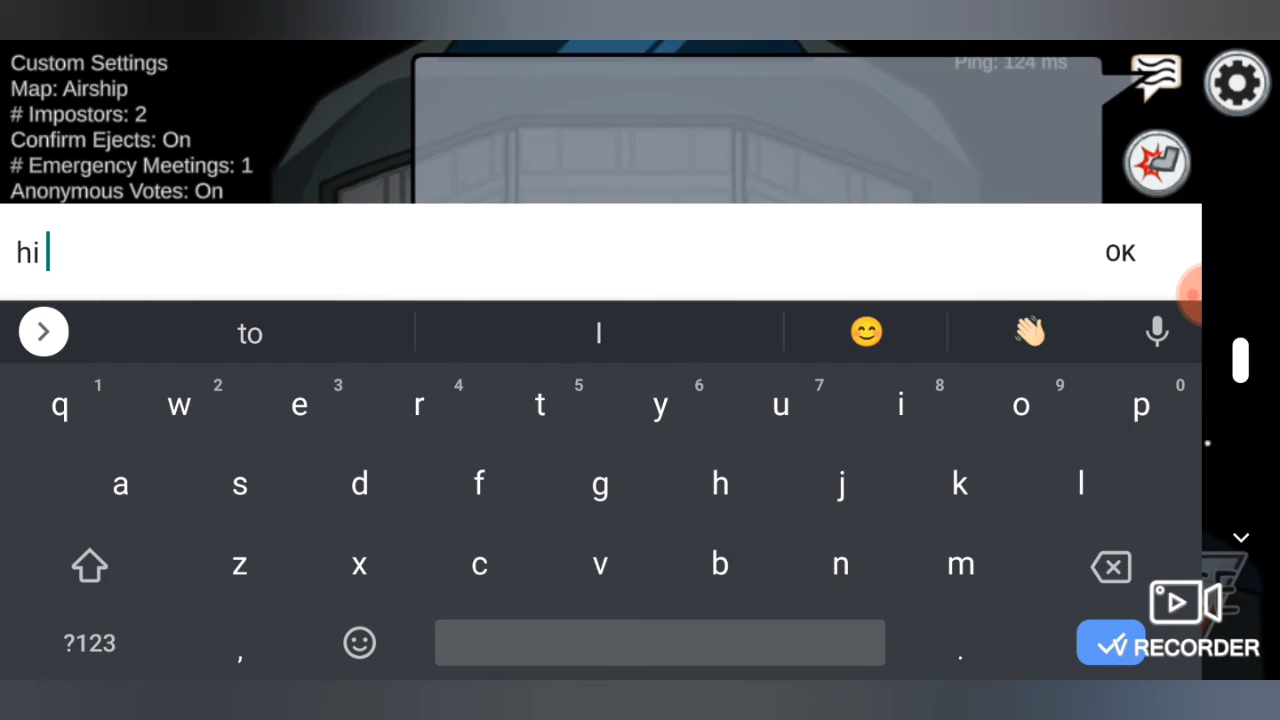 Custom Settings
Map: Airship
# Impostors: 2
Confirm Ejects: On
# Emergency Meetings: 1
Anonymous Votes: On
Ping: 124 ms
hi
OK
to
I
1 2 3 4 5 6 7 8 9 0
q w e r t y u i o p
a s d f g h j k l
z x c v b n m
?123 , .
V RECORDER